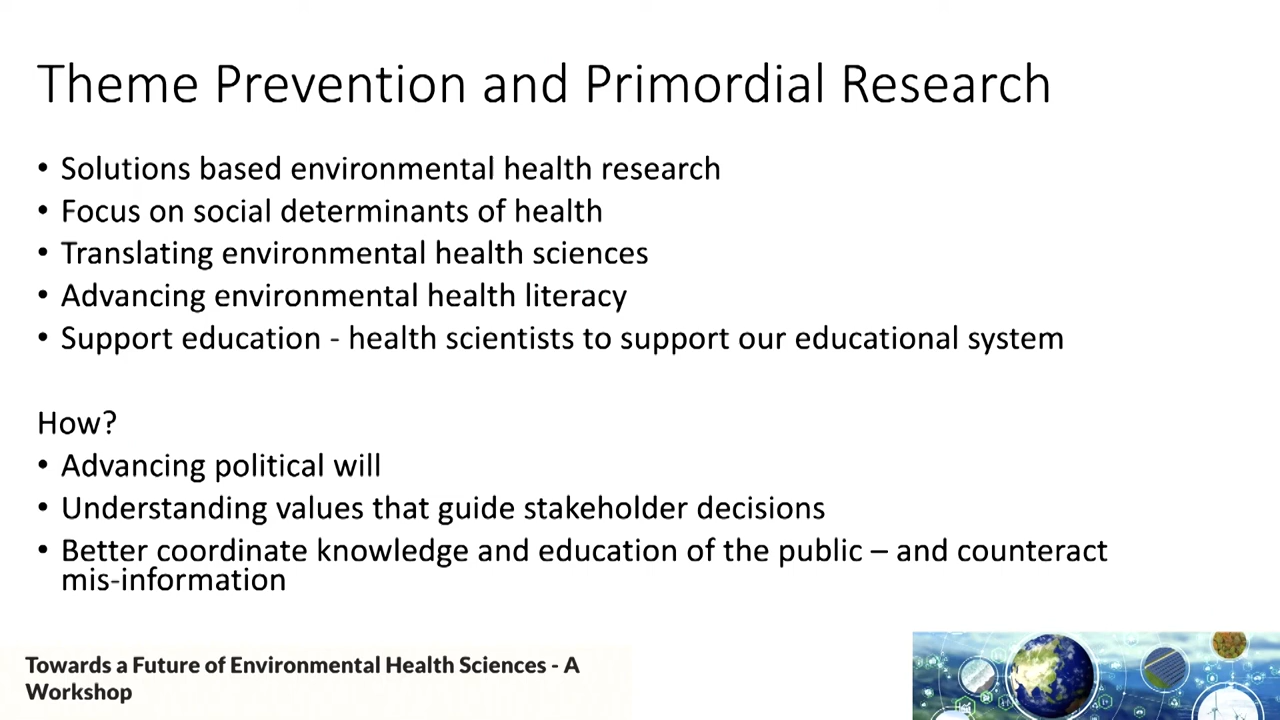 Theme Prevention and Primordial Research
• Solutions based environmental health research
• Focus on social determinants of health
• Translating environmental health sciences
• Advancing environmental health literacy
• Support education - health scientists to support our educational system
How?
• Advancing political will
• Understanding values that guide stakeholder decisions
• Better coordinate knowledge and education of the public – and counteract
mis-information
Towards a Future of Environmental Health Sciences - A
Workshop